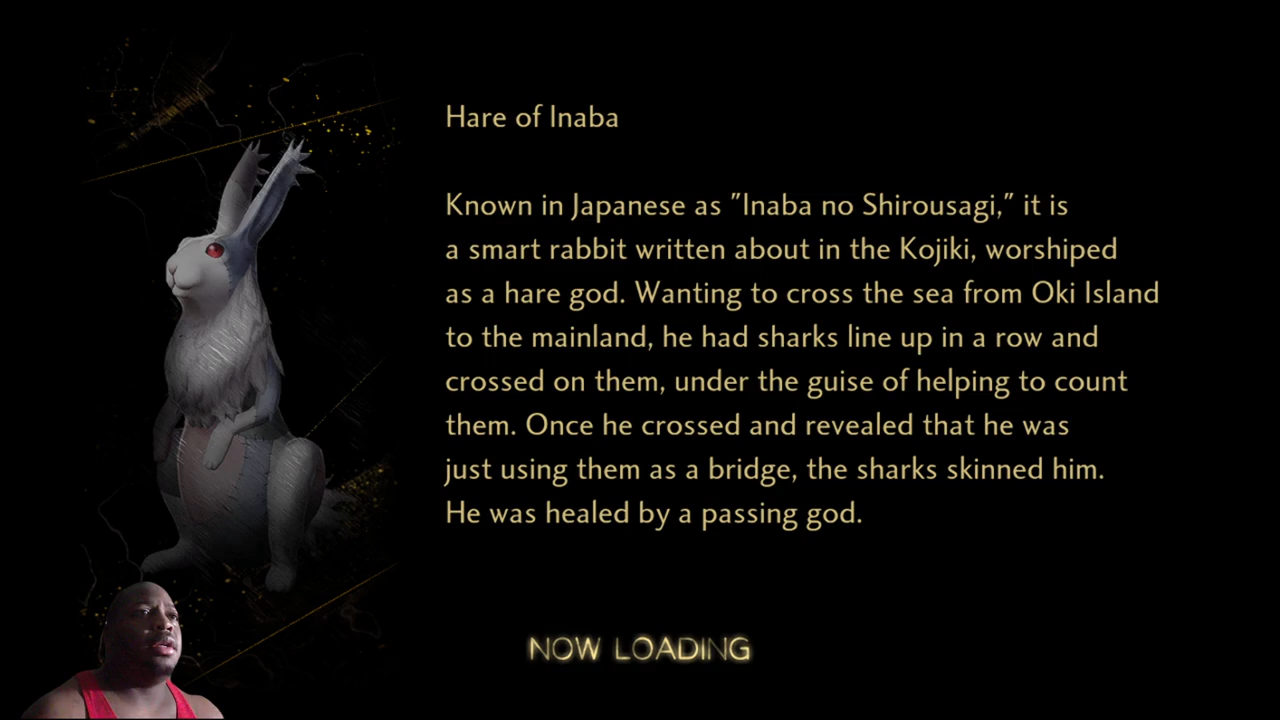 Hare of Inaba
Known in Japanese as "Inaba no Shirousagi," it is
a smart rabbit written about in the Kojiki, worshiped
as a hare god. Wanting to cross the sea from Oki Island
to the mainland, he had sharks line up in a row and
crossed on them, under the guise of helping to count
them. Once he crossed and revealed that he was
just using them as a bridge, the sharks skinned him.
He was healed by a passing god.
NOW LOADING